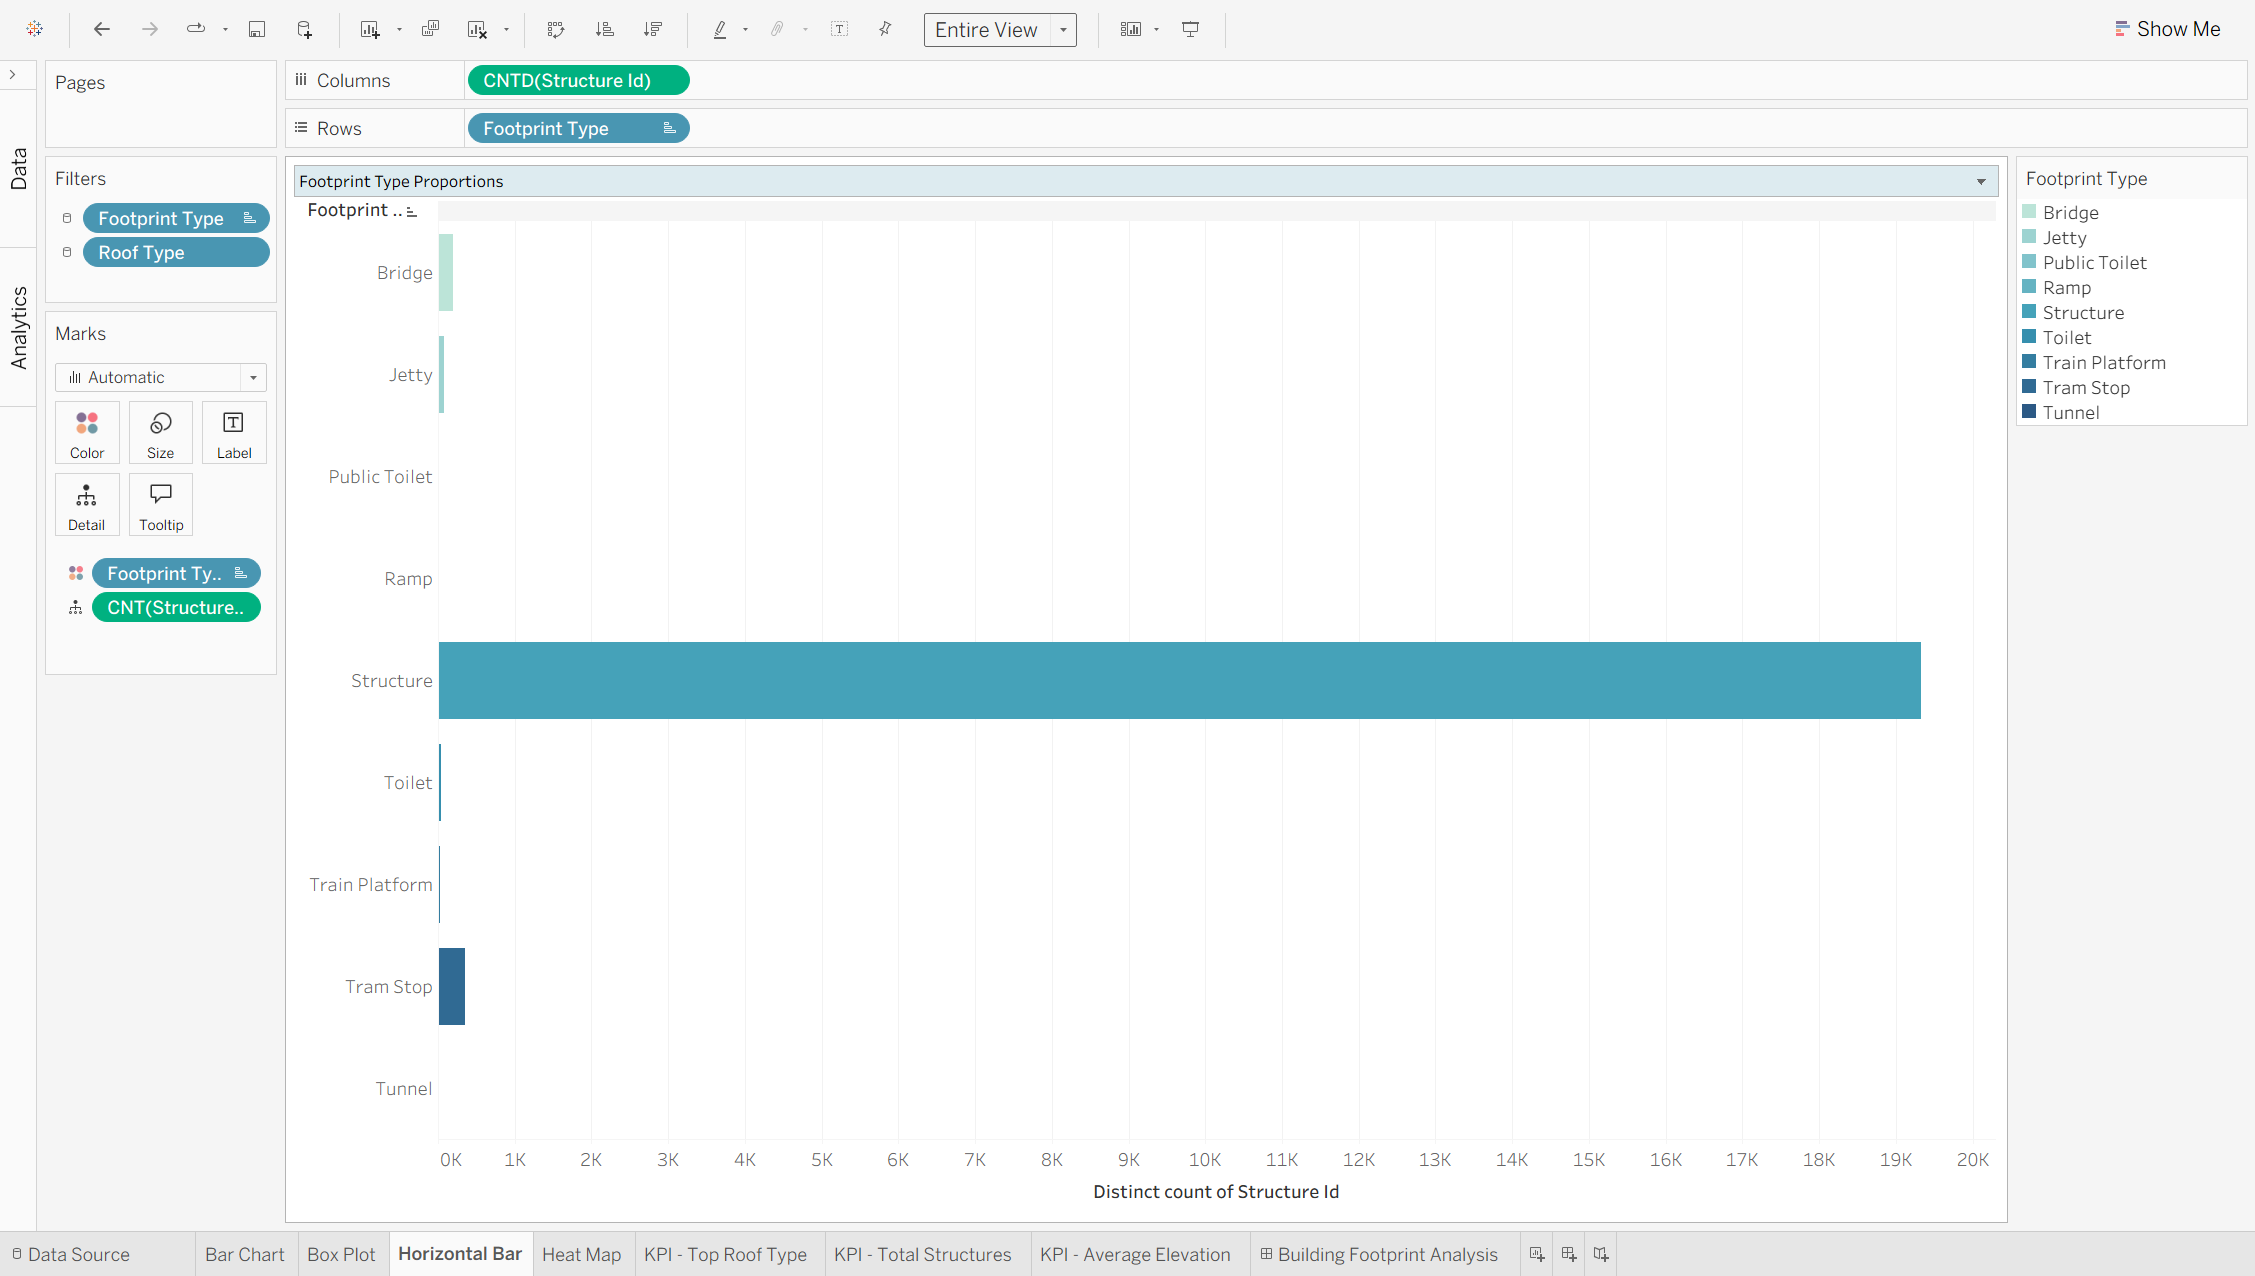 Entire View
Show Me
Pages
Columns
CNTD(Structure Id)
Rows
Footprint Type
Data
Analytics
Filters
Footprint Type
Roof Type
Marks
Automatic
Color
Size
Label
Detail
Tooltip
Footprint Ty..
CNT(Structure..
Footprint Type Proportions
Footprint ..
Bridge
Jetty
Public Toilet
Ramp
Structure
Toilet
Train Platform
Tram Stop
Tunnel
0K 1K 2K 3K 4K 5K 6K 7K 8K 9K 10K 11K 12K 13K 14K 15K 16K 17K 18K 19K 20K
Distinct count of Structure Id
Footprint Type
Bridge
Jetty
Public Toilet
Ramp
Structure
Toilet
Train Platform
Tram Stop
Tunnel
Data Source Bar Chart Box Plot Horizontal Bar Heat Map KPI - Top Roof Type KPI - Total Structures KPI - Average Elevation Building Footprint Analysis